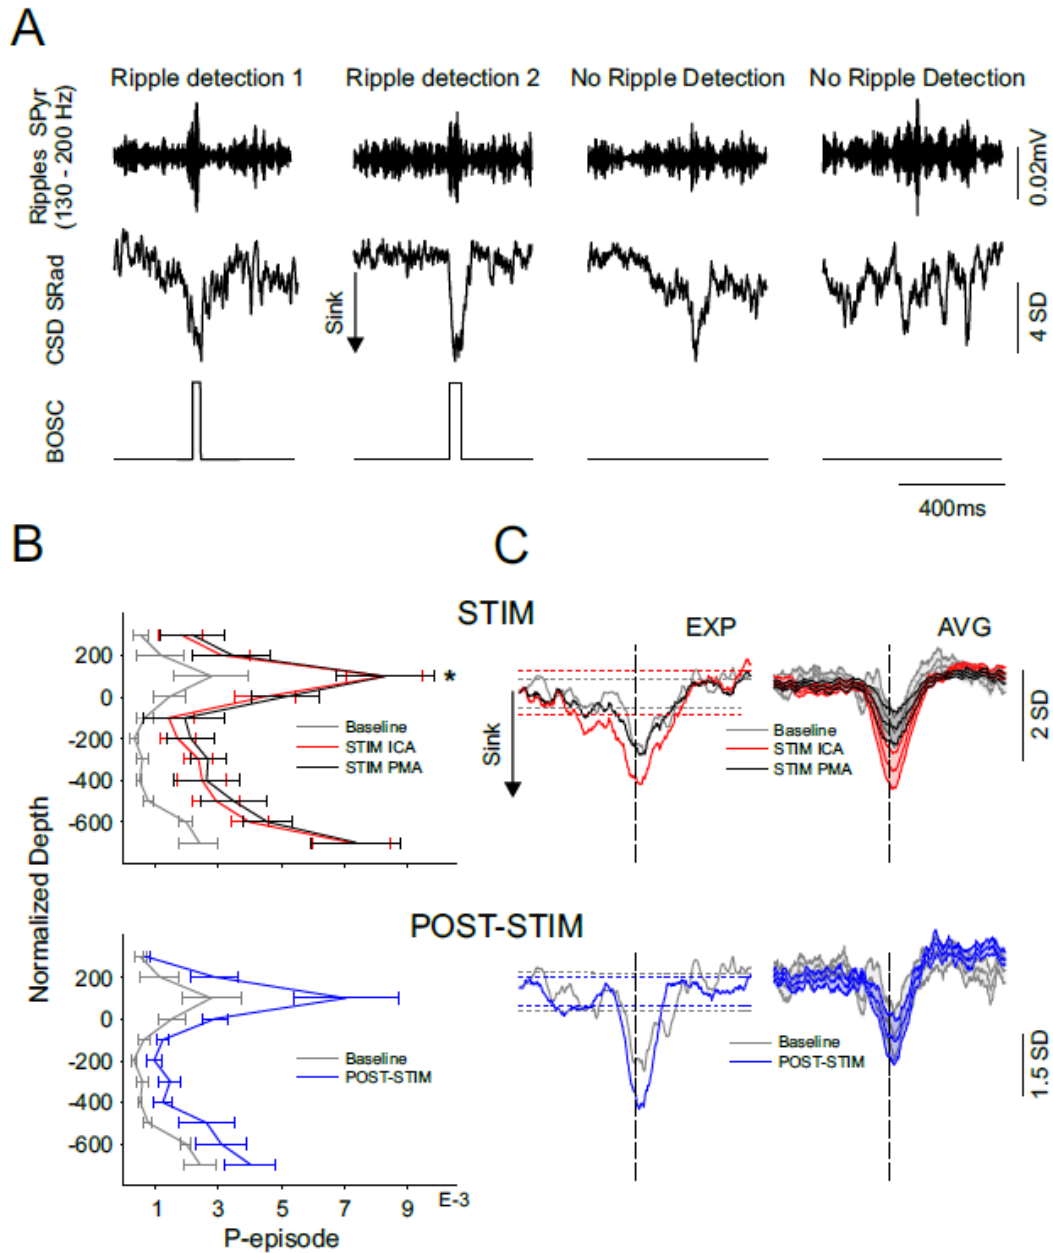 A
Ripple detection 1
Ripple detection 2
No Ripple Detection
No Ripple Detection
Ripples SPyr
(130 - 200 Hz)
0.02mV
CSD SRad
Sink
4 SD
BOSC
400ms
B
C
STIM
EXP
AVG
200
0
-200
-400
-600
*
Baseline
STIM ICA
STIM PMA
Sink
Baseline
STIM ICA
STIM PMA
2 SD
Normalized Depth
POST-STIM
200
0
-200
-400
-600
Baseline
POST-STIM
Baseline
POST-STIM
1.5 SD
1
3
5
7
9
E-3
P-episode